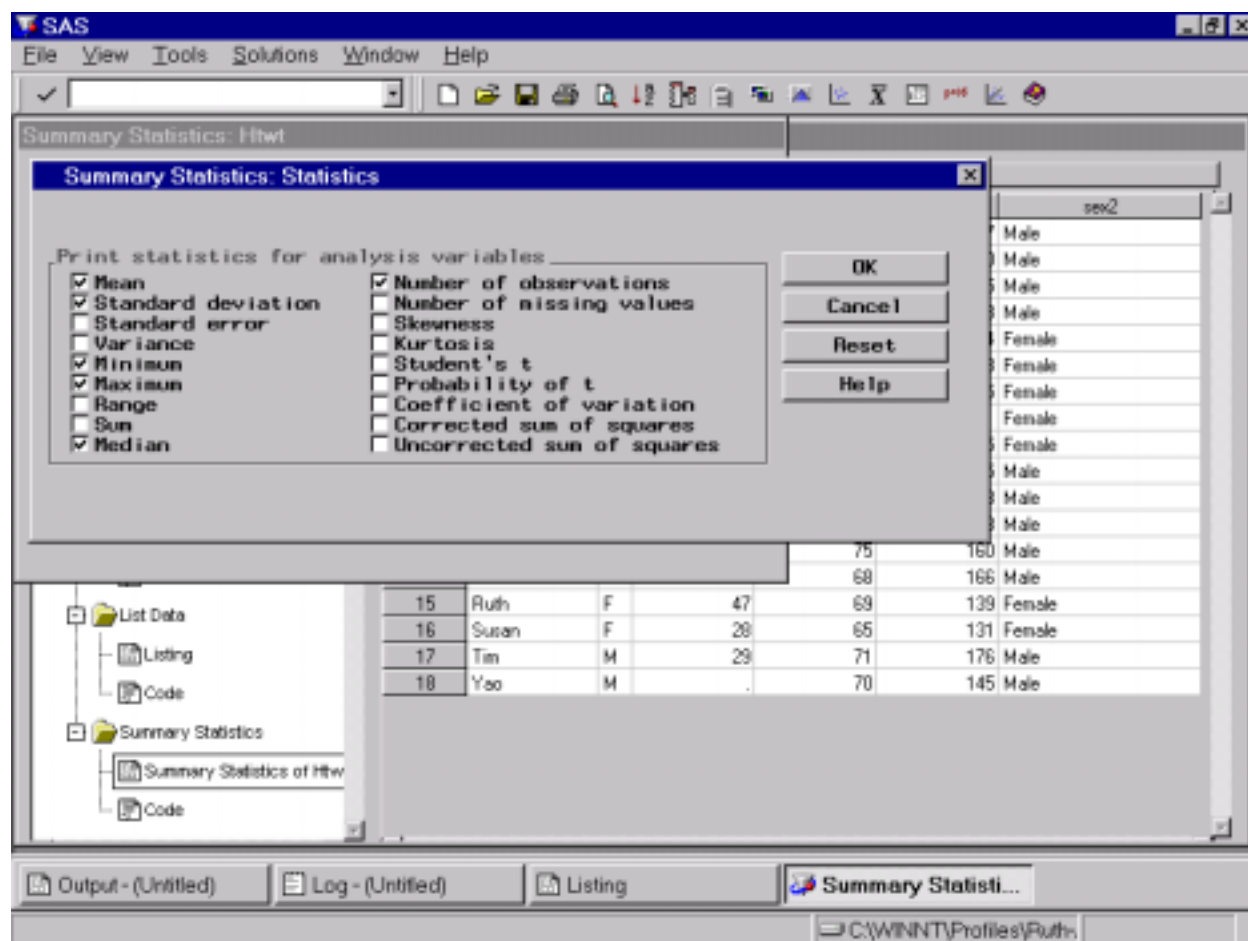 SAS
File View Tools Solutions Window Help
Summary Statistics: Htwt
Summary Statistics: Statistics
sex2
Print statistics for analysis variables
Mean
Standard deviation
Standard error
Variance
Minimum
Maximum
Range
Sum
Median
Number of observations
Number of missing values
Skewness
Kurtosis
Student's t
Probability of t
Coefficient of variation
Corrected sum of squares
Uncorrected sum of squares
OK
Cancel
Reset
Help
Male
Male
Male
Male
Female
Female
Female
Female
Female
Male
Male
Male
75 160 Male
68 166 Male
15 Ruth F 47 69 139 Female
16 Susan F 28 65 131 Female
17 Tim M 29 71 176 Male
18 Yao M . 70 145 Male
List Data
Listing
Code
Summary Statistics
Summary Statistics of Htw
Code
Output - (Untitled)
Log - (Untitled)
Listing
Summary Statisti...
C:\WINNT\Profiles\Ruth